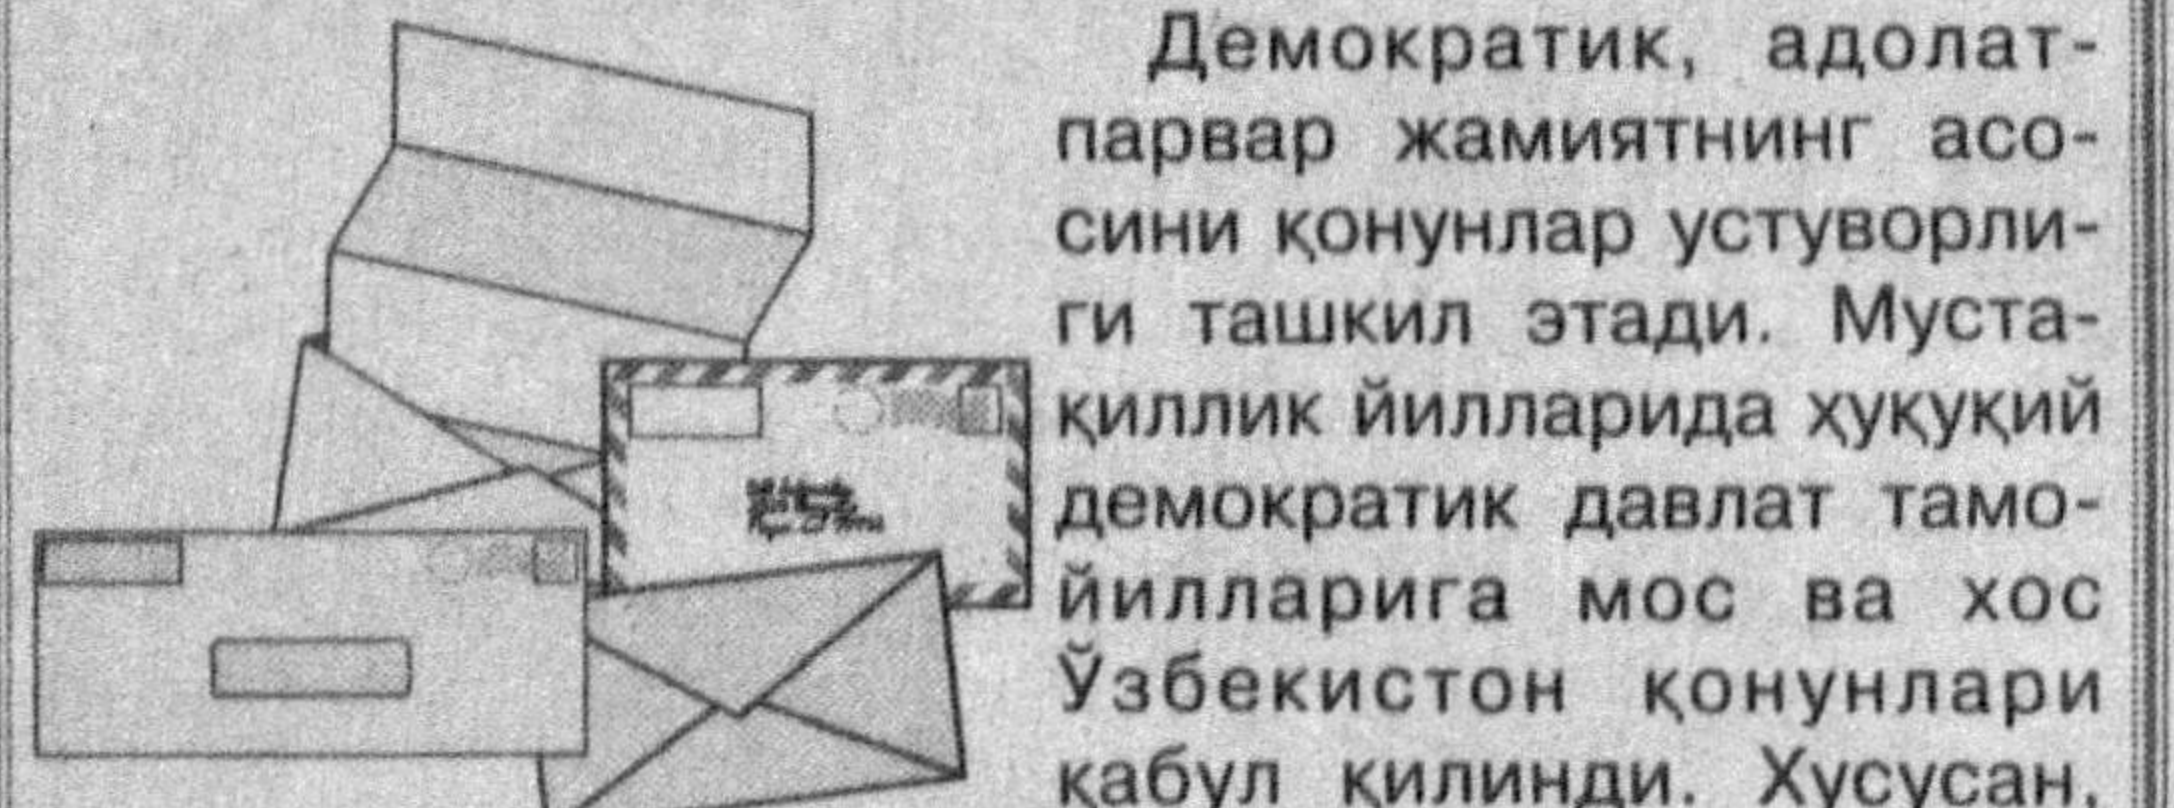 Демократик, адолат-
парвар жамиятнинг асо-
сини қонунлар устуворли-
ги ташкил этади. Муста-
қиллик йилларида ҳуқуқий
демократик давлат тамо-
йилларига мос ва хос
Ўзбекистон қонунлари
қабул қилинди. Хусусан,